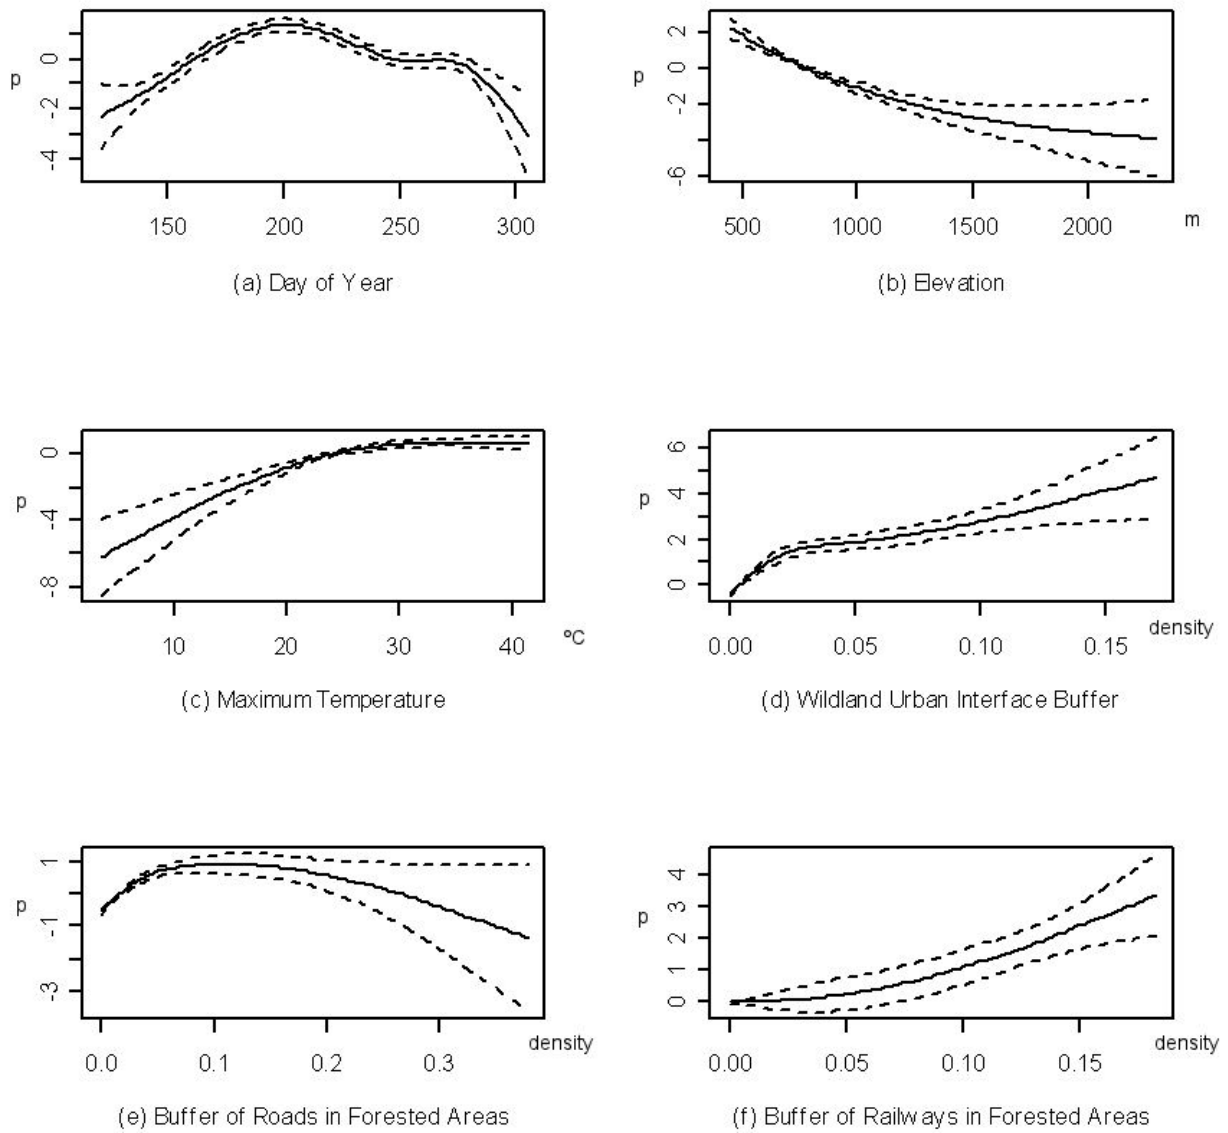 p
0
-2
-4
150
200
250
300
(a) Day of Year
p
2
0
-2
-6
500
1000
1500
2000
m
(b) Elevation
p
0
-4
-8
10
20
30
40
ºC
(c) Maximum Temperature
p
6
4
2
0
0.00
0.05
0.10
0.15
density
(d) Wildland Urban Interface Buffer
p
1
-1
-3
0.0
0.1
0.2
0.3
density
(e) Buffer of Roads in Forested Areas
p
4
3
2
1
0
0.00
0.05
0.10
0.15
density
(f) Buffer of Railways in Forested Areas